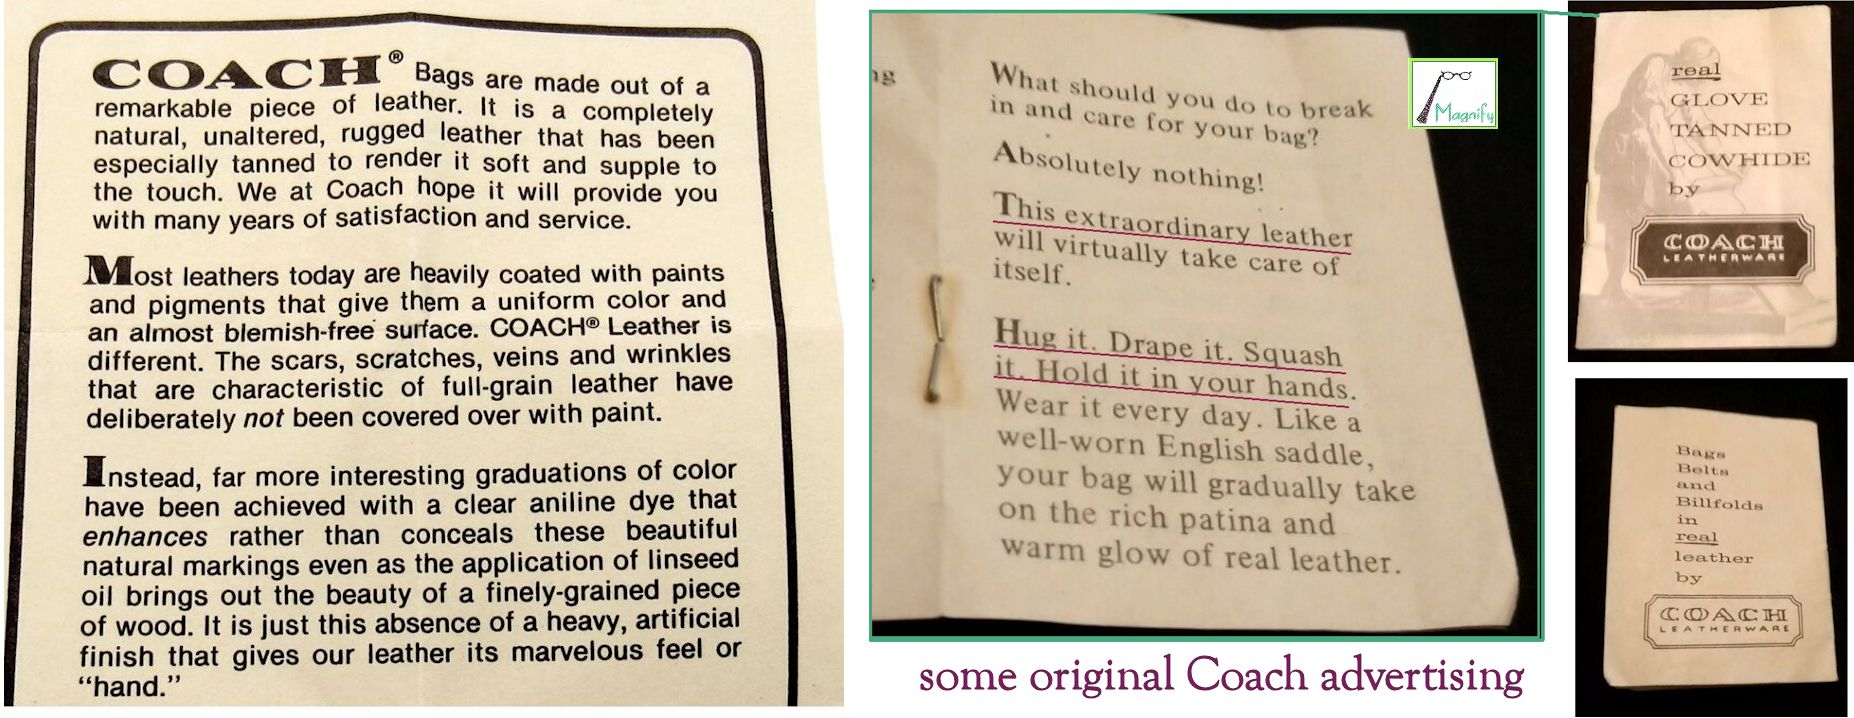 COACH® Bags are made out of a
remarkable piece of leather. It is a completely
natural, unaltered, rugged leather that has been
especially tanned to render it soft and supple to
the touch. We at Coach hope it will provide you
with many years of satisfaction and service.
Most leathers today are heavily coated with paints
and pigments that give them a uniform color and
an almost blemish-free surface. COACH® Leather is
different. The scars, scratches, veins and wrinkles
that are characteristic of full-grain leather have
deliberately not been covered over with paint.
Instead, far more interesting graduations of color
have been achieved with a clear aniline dye that
enhances rather than conceals these beautiful
natural markings even as the application of linseed
oil brings out the beauty of a finely-grained piece
of wood. It is just this absence of a heavy, artificial
finish that gives our leather its marvelous feel or
“hand.”
ng
What should you do to break
in and care for your bag?
Absolutely nothing!
This extraordinary leather
will virtually take care of
itself.
Hug it. Drape it. Squash
it. Hold it in your hands.
Wear it every day. Like a
well-worn English saddle,
your bag will gradually take
on the rich patina and
warm glow of real leather.
Magnify
some original Coach advertising
real
GLOVE
TANNED
COWHIDE
by
COACH
LEATHERWARE
Bags
Belts
and
Billfolds
in
real
leather
by
COACH
LEATHERWARE